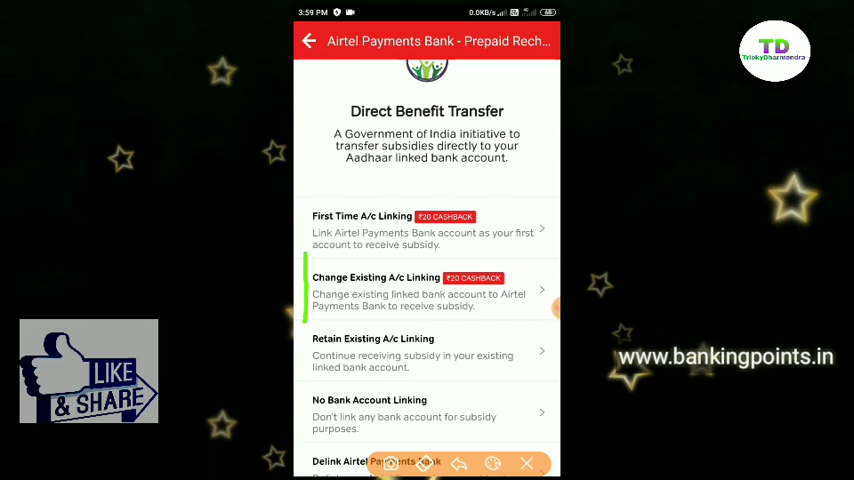 3:59 PM
0.0KB/s
Airtel Payments Bank - Prepaid Rech...
TD
TrickyDharmendra
Direct Benefit Transfer
A Government of India initiative to
transfer subsidies directly to your
Aadhaar linked bank account.
First Time A/c Linking ₹20 CASHBACK
Link Airtel Payments Bank account as your first
account to receive subsidy.
Change Existing A/c Linking ₹20 CASHBACK
Change existing linked bank account to Airtel
Payments Bank to receive subsidy.
Retain Existing A/c Linking
Continue receiving subsidy in your existing
linked bank account.
No Bank Account Linking
Don't link any bank account for subsidy
purposes.
Delink Airtel Payments Bank
LIKE
& SHARE
www.bankingpoints.in